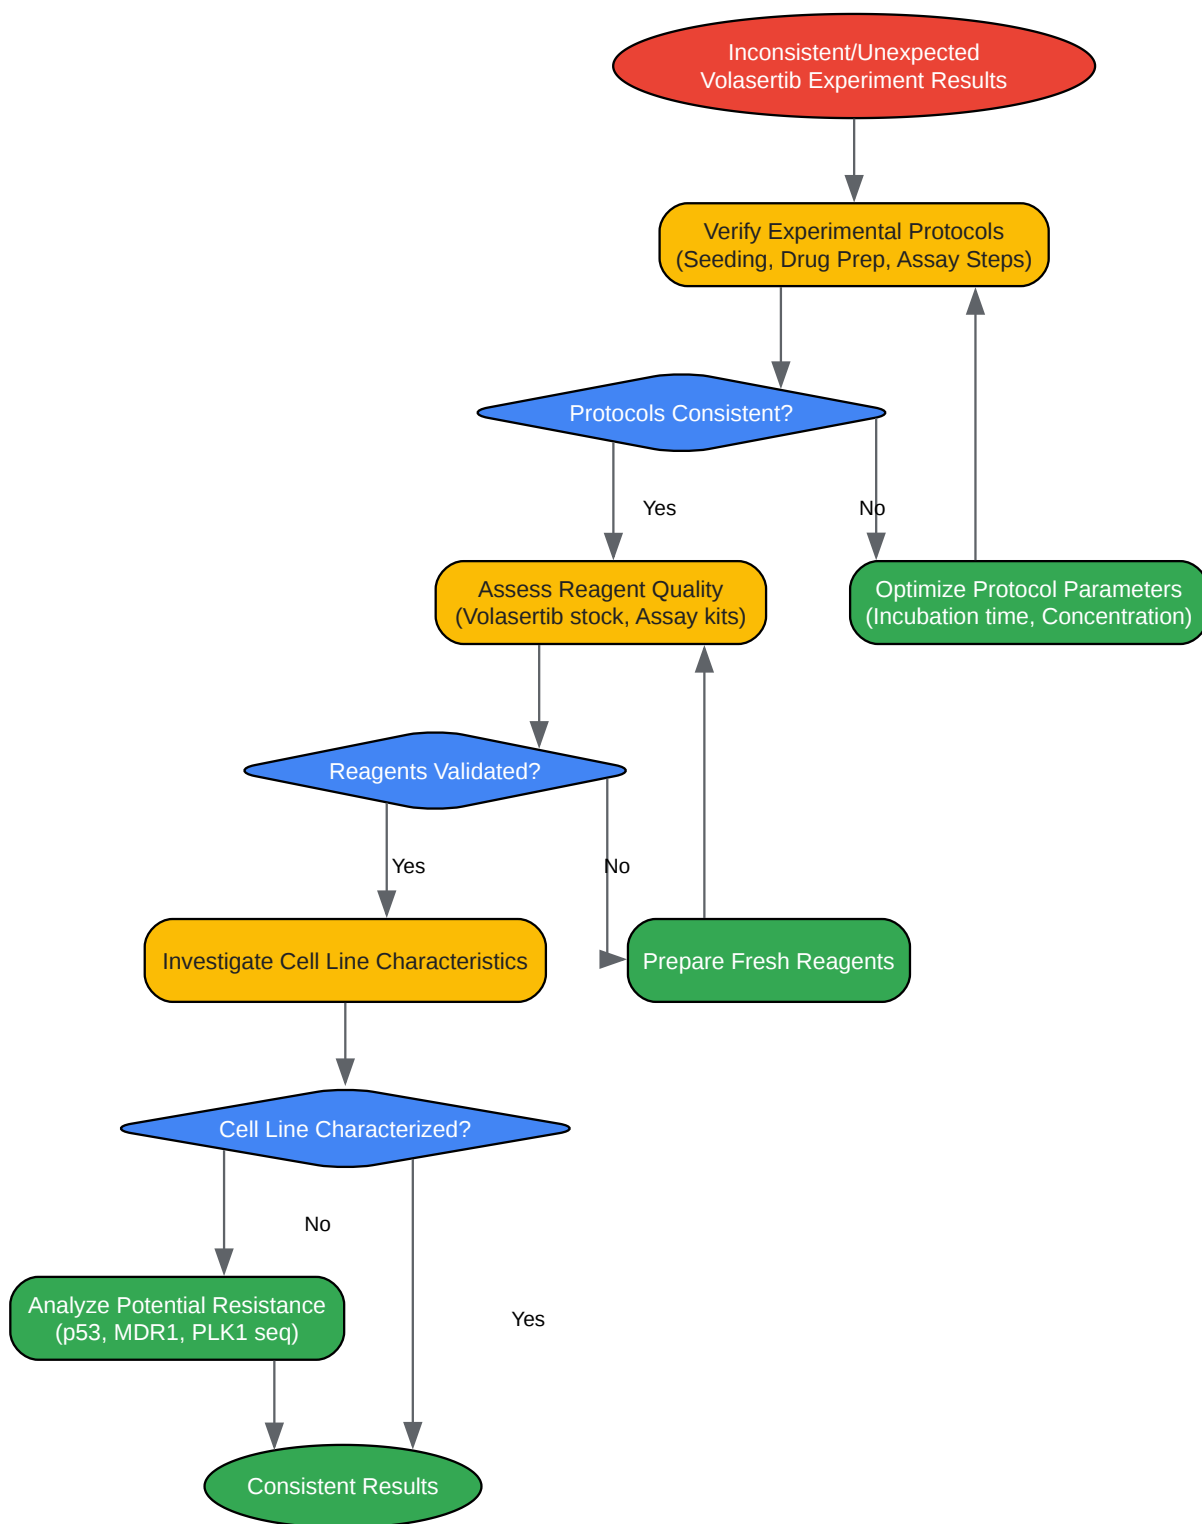 Inconsistent/Unexpected
Volasertib Experiment Results
Verify Experimental Protocols
(Seeding, Drug Prep, Assay Steps)
Protocols Consistent?
Yes
No
Assess Reagent Quality
(Volasertib stock, Assay kits)
Optimize Protocol Parameters
(Incubation time, Concentration)
Reagents Validated?
Yes
No
Investigate Cell Line Characteristics
Prepare Fresh Reagents
Cell Line Characterized?
No
Analyze Potential Resistance
(p53, MDR1, PLK1 seq)
Yes
Consistent Results